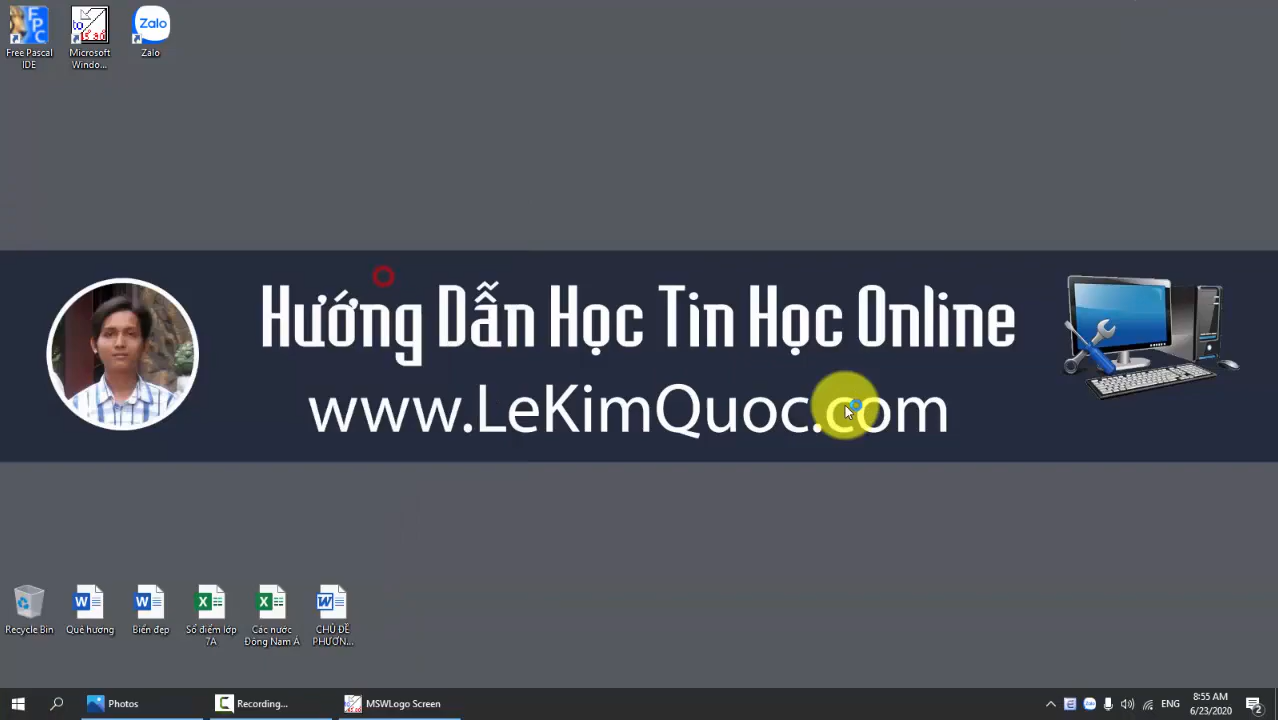 Free Pascal
IDE
Microsoft
Windo...
Zalo
Zalo
Hướng Dẫn Học Tin Học Online
www.LeKimQuoc.com
Recycle Bin
Quê hương
Biển đẹp
Sổ điểm lớp
7A
Các nước
Đông Nam Á
CHỦ ĐỀ
PHƯƠN...
Photos
Recording...
MSWLogo Screen
ENG
8:55 AM
6/23/2020
2